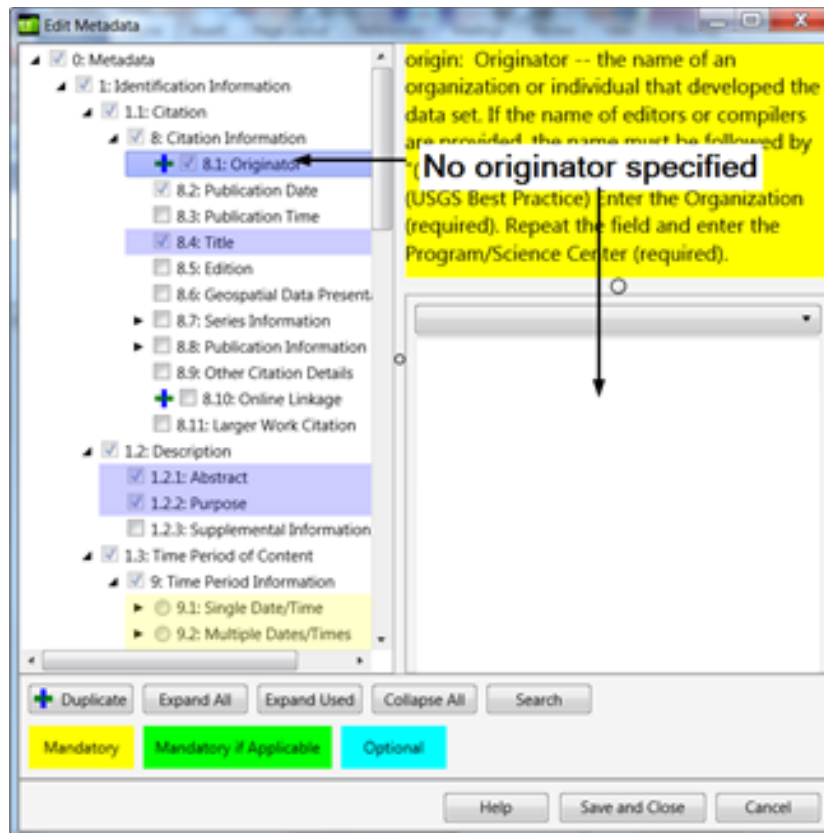 Edit Metadata
0: Metadata
1: Identification Information
1.1: Citation
8: Citation Information
8.1: Originator
8.2: Publication Date
8.3: Publication Time
8.4: Title
8.5: Edition
8.6: Geospatial Data Present
8.7: Series Information
8.8: Publication Information
8.9: Other Citation Details
8.10: Online Linkage
8.11: Larger Work Citation
1.2: Description
1.2.1: Abstract
1.2.2: Purpose
1.2.3: Supplemental Information
1.3: Time Period of Content
9: Time Period Information
9.1: Single Date/Time
9.2: Multiple Dates/Times
origin: Originator -- the name of an
organization or individual that developed the
data set. If the name of editors or compilers
are provided, the name must be followed by
No originator specified
(USGS Best Practice) Enter the Organization
(required). Repeat the field and enter the
Program/Science Center (required).
Duplicate
Expand All
Expand Used
Collapse All
Search
Mandatory
Mandatory if Applicable
Optional
Help
Save and Close
Cancel